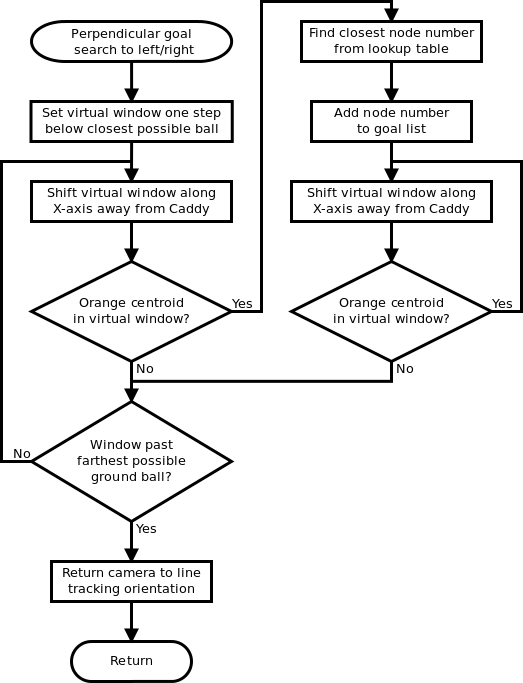 Perpendicular goal
search to left/right
Set virtual window one step
below closest possible ball
Shift virtual window along
X-axis away from Caddy
Orange centroid
in virtual window?
Yes
No
Find closest node number
from lookup table
Add node number
to goal list
Shift virtual window along
X-axis away from Caddy
Orange centroid
in virtual window?
Yes
No
Window past
farthest possible
ground ball?
No
Yes
Return camera to line
tracking orientation
Return